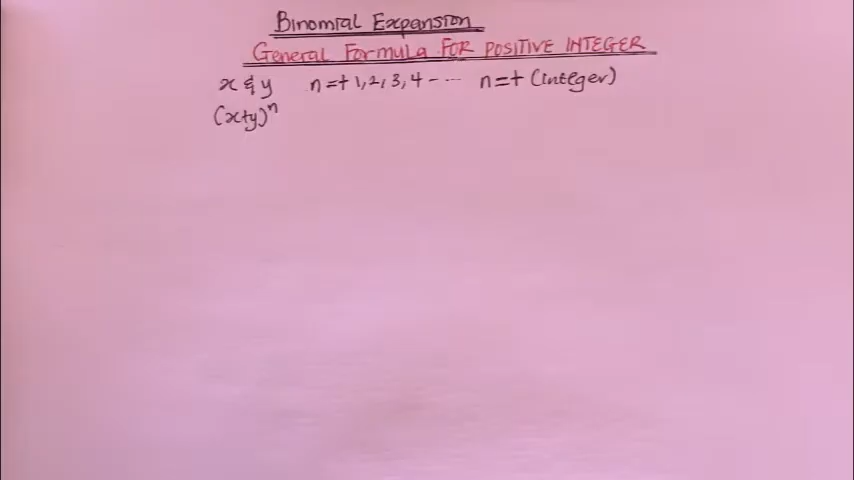 Binomial Expansion
General Formula FOR POSITIVE INTEGER
x & y n=+1,2,3,4-... n=+(integer)
(x+y)^n